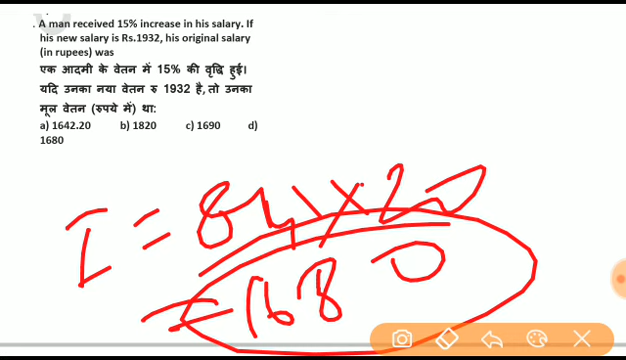 . A man received 15% increase in his salary. If
his new salary is Rs.1932, his original salary
(in rupees) was
एक आदमी के वेतन में 15% की वृद्धि हुई।
यदि उनका नया वेतन रु 1932 है, तो उनका
मूल वेतन (रुपये में) था:
a) 1642.20 b) 1820 c) 1690 d)
1680
I = 84 × 20
= 1680